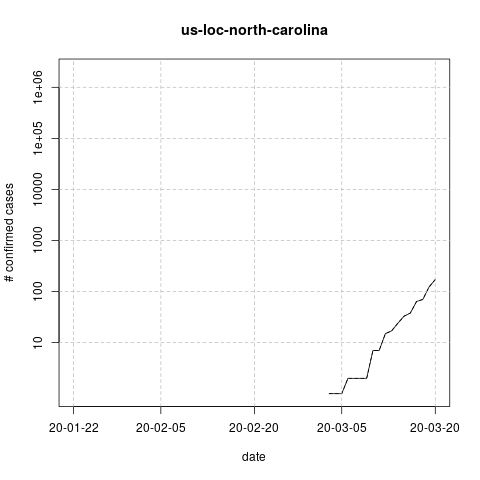 us-loc-north-carolina
# confirmed cases
1e+06
1e+05
10000
1000
100
10
20-01-22 20-02-05 20-02-20 20-03-05 20-03-20
date